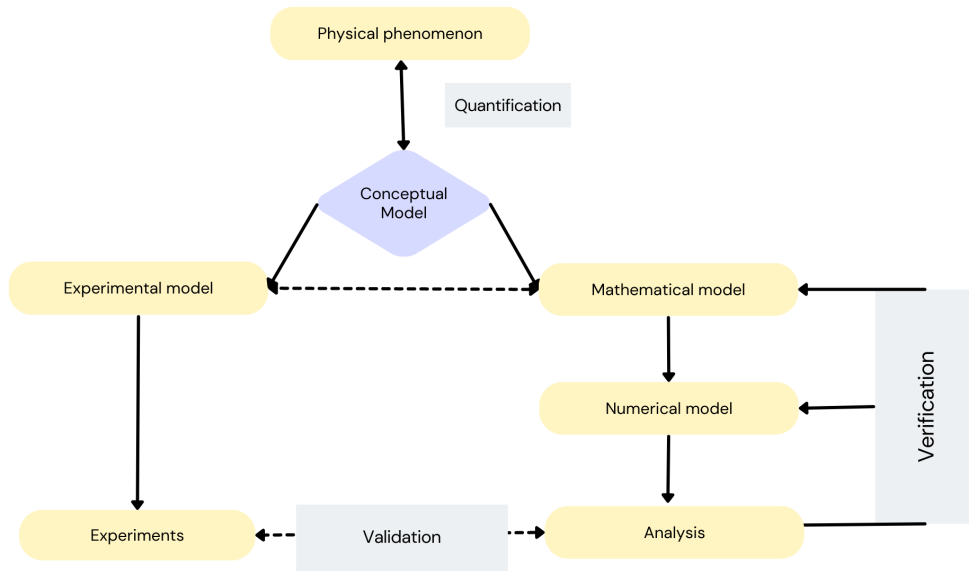 Physical phenomenon
Quantification
Conceptual
Model
Experimental model
Mathematical model
Numerical model
Verification
Experiments
Validation
Analysis